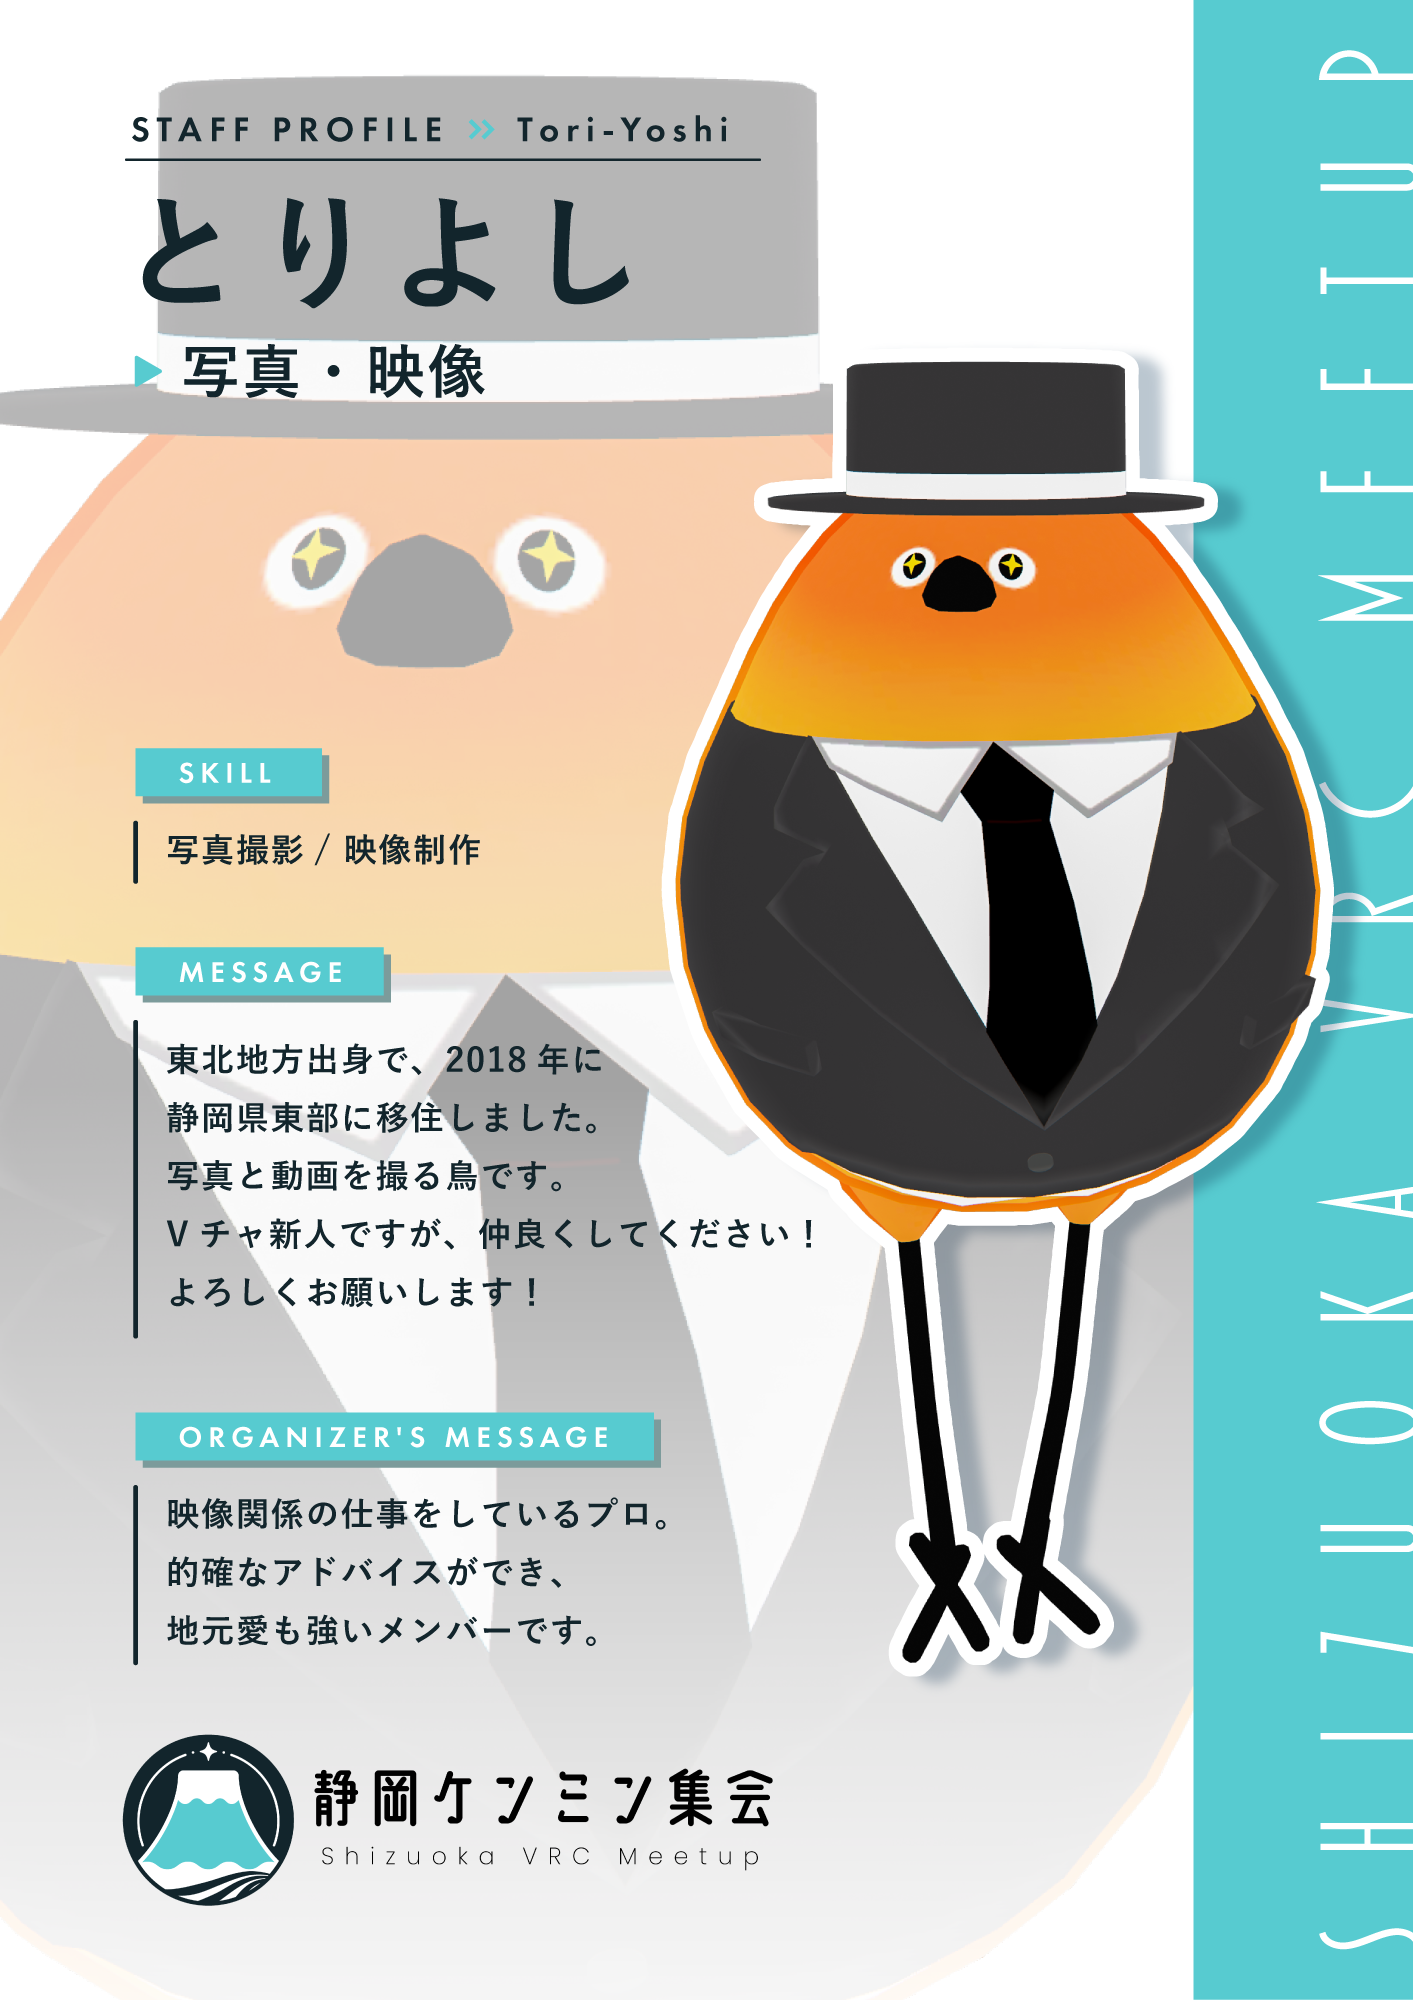 STAFF PROFILE » Tori-Yoshi
とりよし
▶ 写真・映像
SKILL
写真撮影 / 映像制作
MESSAGE
東北地方出身で、2018 年に
静岡県東部に移住しました。
写真と動画を撮る鳥です。
V チャ新人ですが、仲良くしてください！
よろしくお願いします！
ORGANIZER'S MESSAGE
映像関係の仕事をしているプロ。
的確なアドバイスができ、
地元愛も強いメンバーです。
静岡ケンミン集会
Shizuoka VRC Meetup
SHIZUOKA VRC MEETUP